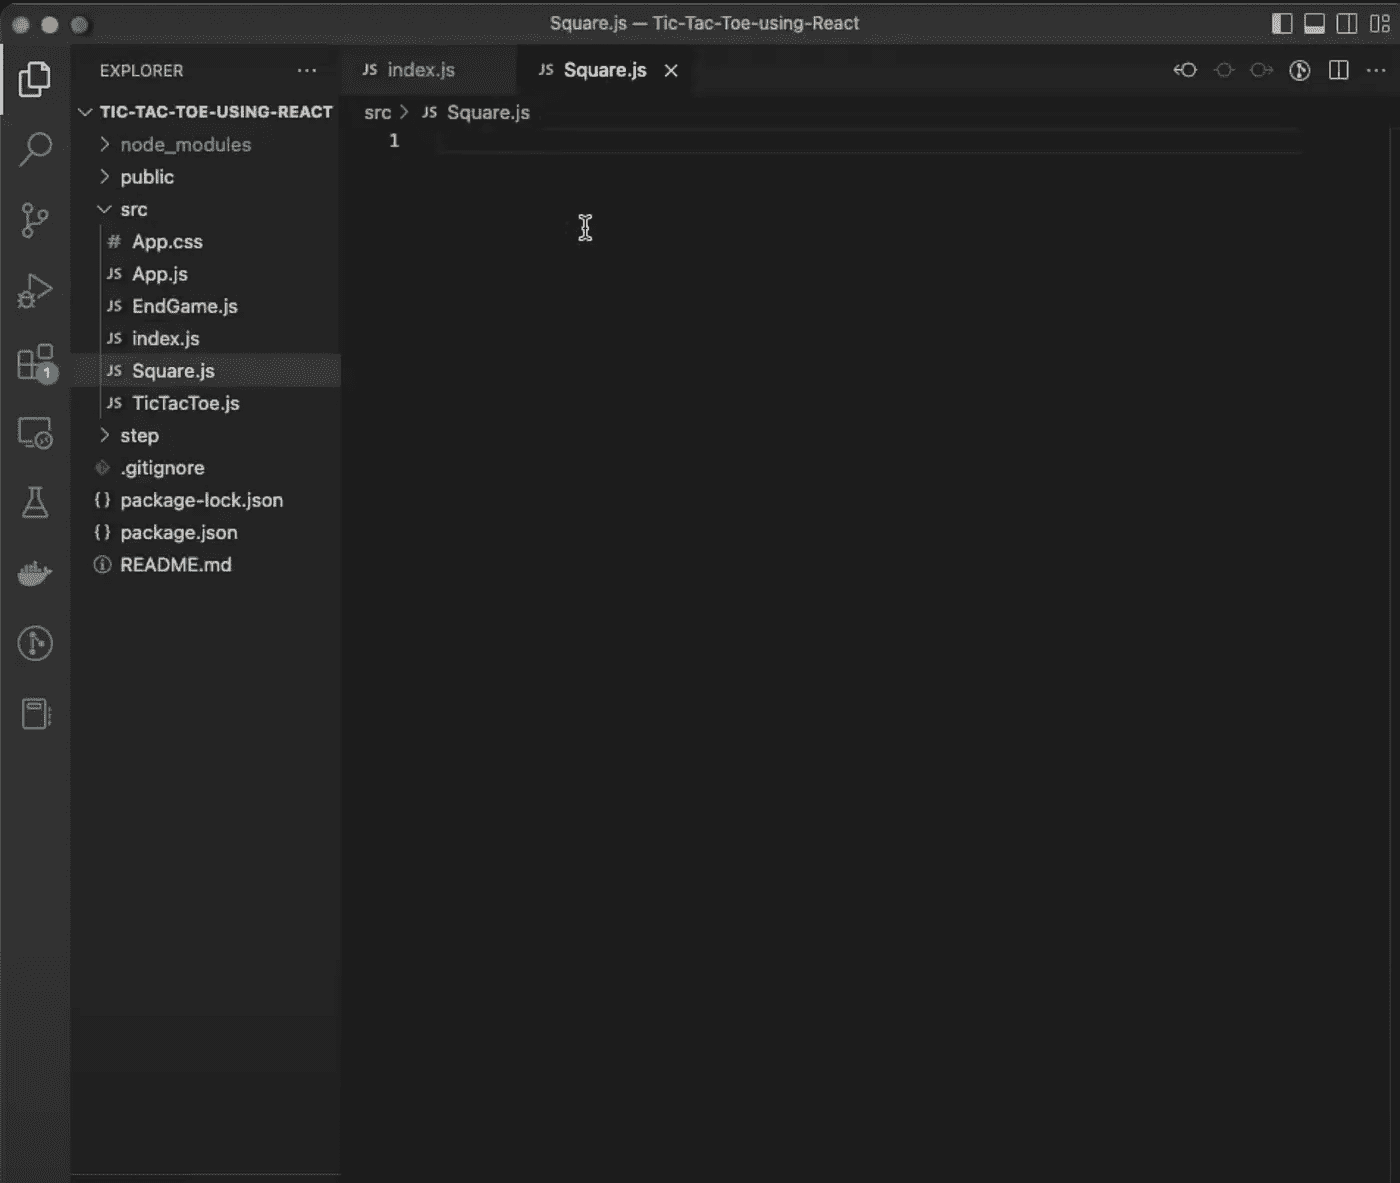 Square.js — Tic-Tac-Toe-using-React
EXPLORER
JS index.js
JS Square.js
TIC-TAC-TOE-USING-REACT
src > JS Square.js
1
node_modules
public
src
# App.css
JS App.js
JS EndGame.js
JS index.js
1
JS Square.js
JS TicTacToe.js
step
.gitignore
{} package-lock.json
{} package.json
README.md